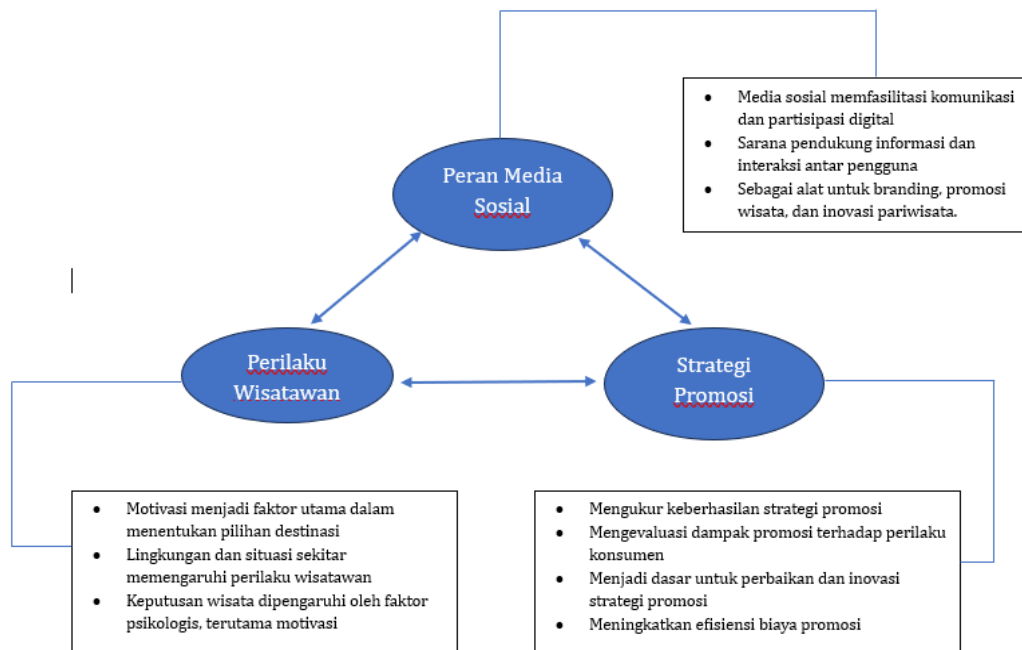 Peran Media
Sosial
• Media sosial memfasilitasi komunikasi
dan partisipasi digital
• Sarana pendukung informasi dan
interaksi antar pengguna
• Sebagai alat untuk branding, promosi
wisata, dan inovasi pariwisata.
Perilaku
Wisatawan
Strategi
Promosi
• Motivasi menjadi faktor utama dalam
menentukan pilihan destinasi
• Lingkungan dan situasi sekitar
memengaruhi perilaku wisatawan
• Keputusan wisata dipengaruhi oleh faktor
psikologis, terutama motivasi
• Mengukur keberhasilan strategi promosi
• Mengevaluasi dampak promosi terhadap perilaku
konsumen
• Menjadi dasar untuk perbaikan dan inovasi
strategi promosi
• Meningkatkan efisiensi biaya promosi